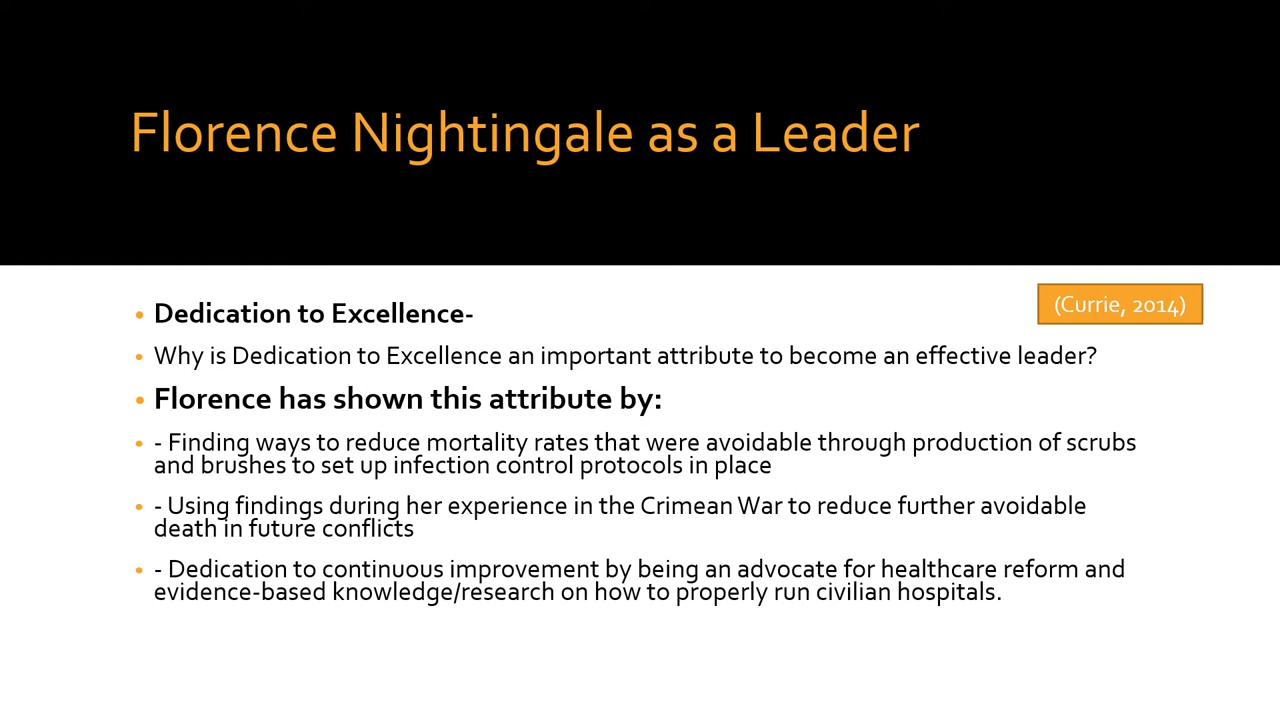 Florence Nightingale as a Leader
(Currie, 2014)
• Dedication to Excellence-
• Why is Dedication to Excellence an important attribute to become an effective leader?
• Florence has shown this attribute by:
• - Finding ways to reduce mortality rates that were avoidable through production of scrubs
and brushes to set up infection control protocols in place
• - Using findings during her experience in the Crimean War to reduce further avoidable
death in future conflicts
• - Dedication to continuous improvement by being an advocate for healthcare reform and
evidence-based knowledge/research on how to properly run civilian hospitals.